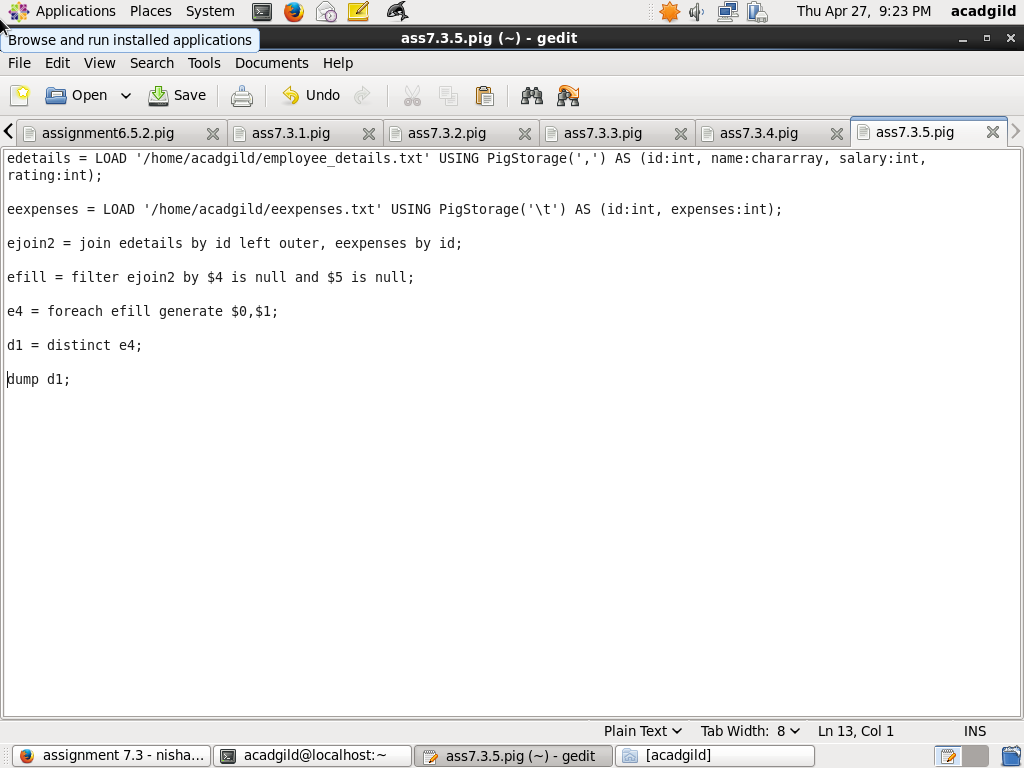 Applications Places System Thu Apr 27, 9:23 PM acadgild
Browse and run installed applications
ass7.3.5.pig (~) - gedit
File Edit View Search Tools Documents Help
Open Save Undo
assignment6.5.2.pig ass7.3.1.pig ass7.3.2.pig ass7.3.3.pig ass7.3.4.pig ass7.3.5.pig
edetails = LOAD '/home/acadgild/employee_details.txt' USING PigStorage(',') AS (id:int, name:chararray, salary:int,
rating:int);
eexpenses = LOAD '/home/acadgild/eexpenses.txt' USING PigStorage('\t') AS (id:int, expenses:int);
ejoin2 = join edetails by id left outer, eexpenses by id;
efill = filter ejoin2 by $4 is null and $5 is null;
e4 = foreach efill generate $0,$1;
d1 = distinct e4;
dump d1;
Plain Text Tab Width: 8 Ln 13, Col 1 INS
assignment 7.3 - nisha... acadgild@localhost:~ ass7.3.5.pig (~) - gedit [acadgild]